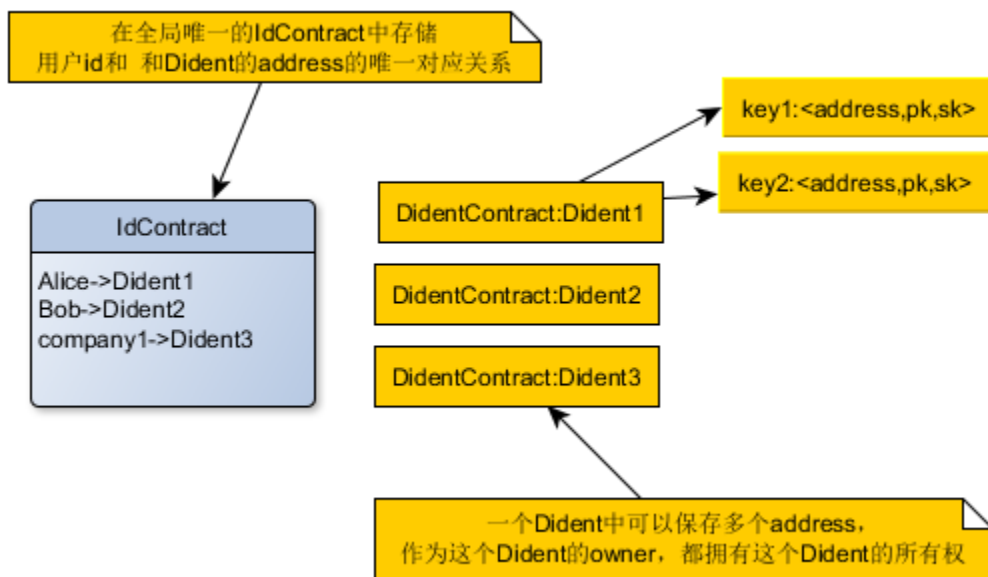 在全局唯一的IdContract中存储
用户id和 和Dident的address的唯一对应关系
key1:<address,pk,sk>
key2:<address,pk,sk>
IdContract
Alice->Dident1
Bob->Dident2
company1->Dident3
DidentContract:Dident1
DidentContract:Dident2
DidentContract:Dident3
一个Dident中可以保存多个address，
作为这个Dident的owner，都拥有这个Dident的所有权